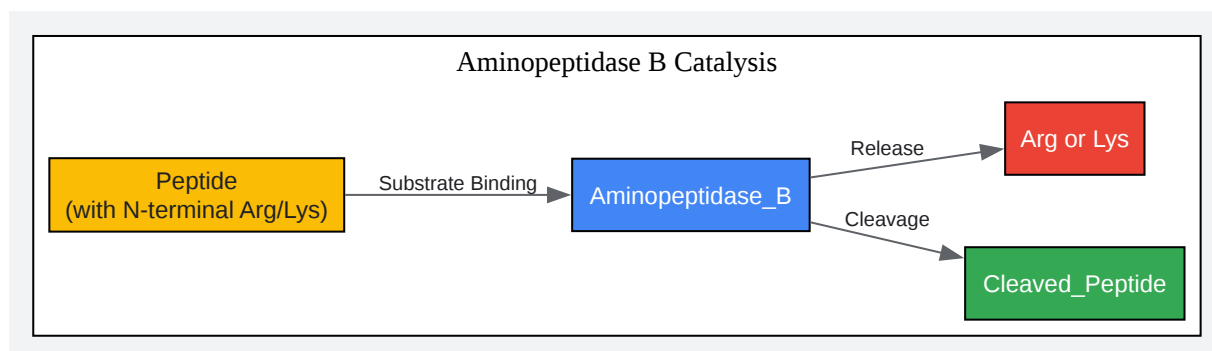 Aminopeptidase B Catalysis
Peptide
(with N-terminal Arg/Lys)
Substrate Binding
Aminopeptidase_B
Release
Arg or Lys
Cleavage
Cleaved_Peptide